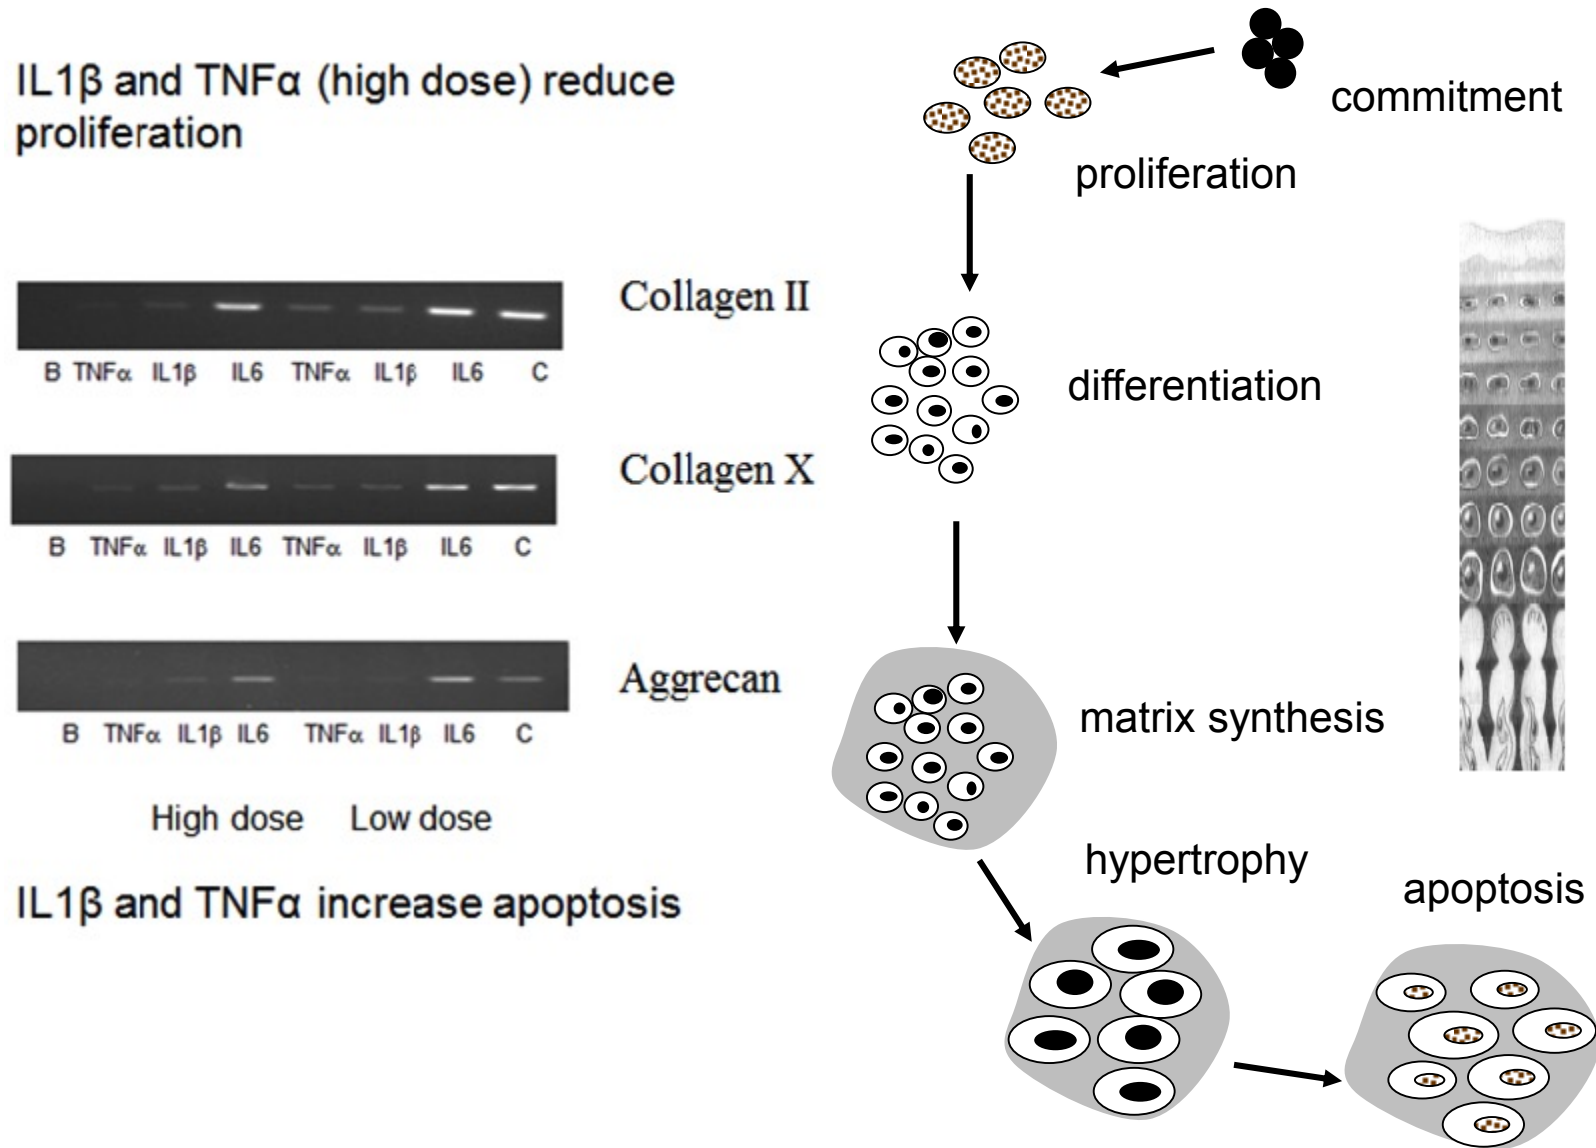 IL1β and TNFα (high dose) reduce
proliferation
Collagen II
B TNFα IL1β IL6 TNFα IL1β IL6 C
Collagen X
B TNFα IL1β IL6 TNFα IL1β IL6 C
Aggrecan
B TNFα IL1β IL6 TNFα IL1β IL6 C
High dose Low dose
IL1β and TNFα increase apoptosis
commitment
proliferation
differentiation
matrix synthesis
hypertrophy
apoptosis